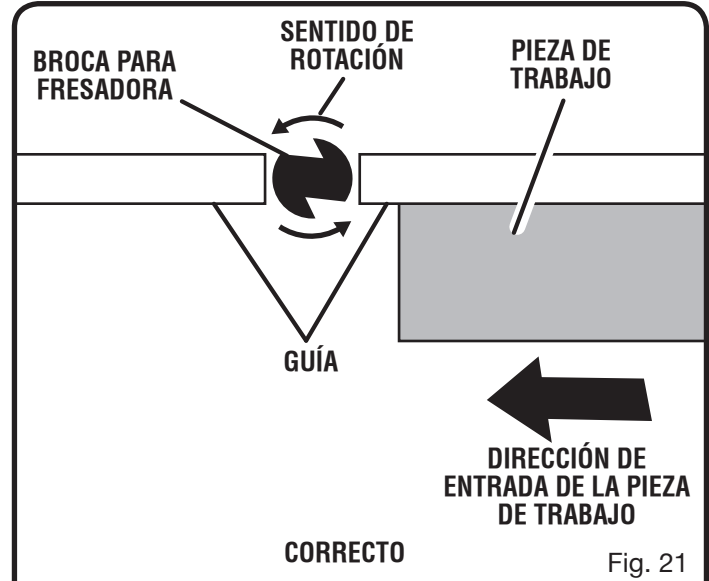 BROCA PARA
FRESADORA
SENTIDO DE
ROTACIÓN
PIEZA DE
TRABAJO
GUÍA
DIRECCIÓN DE
ENTRADA DE LA PIEZA
DE TRABAJO
CORRECTO
Fig. 21